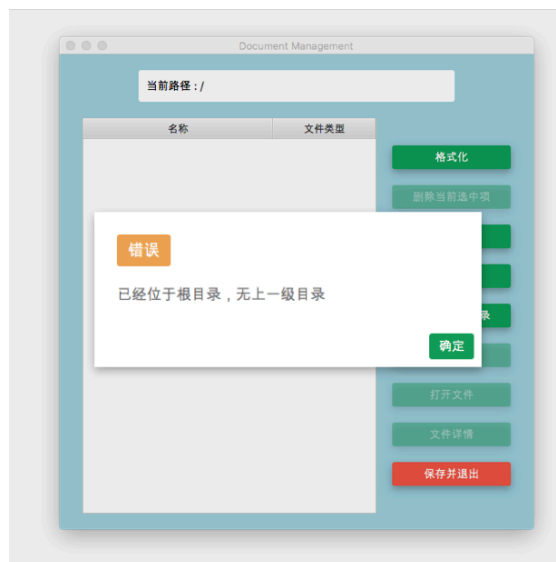 Document Management
当前路径：/
名称 文件类型
格式化
删除当前选中项
错误
已经位于根目录，无上一级目录
录
确定
打开文件
文件详情
保存并退出